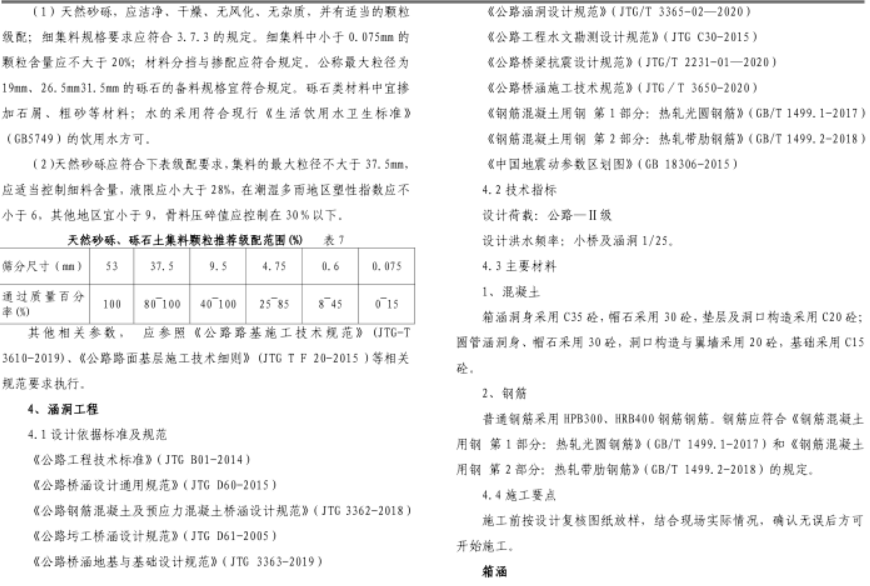 （1）天然砂砾，应洁净、干燥、无风化、无杂质，并有适当的颗粒
级配；细集料规格要求应符合 3.7.3 的规定。细集料中小于 0.075mm 的
颗粒含量应不大于 20%；材料分挡与掺配应符合规定。公称最大粒径为
19mm、26.5mm31.5mm 的砾石的备料规格宜符合规定。砾石类材料中宜掺
加石屑、粗砂等材料；水的采用符合现行《生活饮用水卫生标准》
（GB5749）的饮用水方可。
（2）天然砂砾应符合下表级配要求，集料的最大粒径不大于 37.5mm，
应适当控制细料含量，液限应小于大于 28%，在潮湿多雨地区塑性指数应不
小于 6，其他地区宜小于 9，骨料压碎值应控制在 30％以下。
天然砂砾、砾石土集料颗粒推荐级配范围(%) 表 7
筛分尺寸（mm） 53 37.5 9.5 4.75 0.6 0.075
通过质量百分
率(%) 100 80~100 40~100 25~85 8~45 0~15
其他相关参数， 应参照《公路路基施工技术规范》（JTG-T
3610-2019)、《公路路面基层施工技术细则》（JTG T F 20-2015 )等相关
规范要求执行。
4、涵洞工程
4.1 设计依据标准及规范
《公路工程技术标准》（JTG B01-2014）
《公路桥涵设计通用规范》（JTG D60-2015）
《公路钢筋混凝土及预应力混凝土桥涵设计规范》（JTG 3362-2018）
《公路圬工桥涵设计规范》（JTG D61-2005）
《公路桥涵地基与基础设计规范》（JTG 3363-2019）
《公路涵洞设计规范》（JTG/T 3365-02—2020）
《公路工程水文勘测设计规范》（JTG C30-2015）
《公路桥梁抗震设计规范》（JTG/T 2231-01—2020）
《公路桥涵施工技术规范》（JTG／T 3650-2020）
《钢筋混凝土用钢 第 1 部分：热轧光圆钢筋》（GB/T 1499.1-2017）
《钢筋混凝土用钢 第 2 部分：热轧带肋钢筋》（GB/T 1499.2-2018）
《中国地震动参数区划图》（GB 18306-2015）
4.2 技术指标
设计荷载：公路—Ⅱ级
设计洪水频率：小桥及涵洞 1/25。
4.3 主要材料
1、混凝土
箱涵洞身采用 C35 砼，帽石采用 30 砼，垫层及洞口构造采用 C20 砼；
圆管涵洞身、帽石采用 30 砼，洞口构造与翼墙采用 20 砼，基础采用 C15
砼。
2、钢筋
普通钢筋采用 HPB300、HRB400 钢筋钢筋。钢筋应符合《钢筋混凝土
用钢 第 1 部分：热轧光圆钢筋》（GB/T 1499.1-2017）和《钢筋混凝土
用钢 第 2 部分：热轧带肋钢筋》（GB/T 1499.2-2018）的规定。
4.4 施工要点
施工前按设计复核图纸放样，结合现场实际情况，确认无误后方可
开始施工。
箱涵